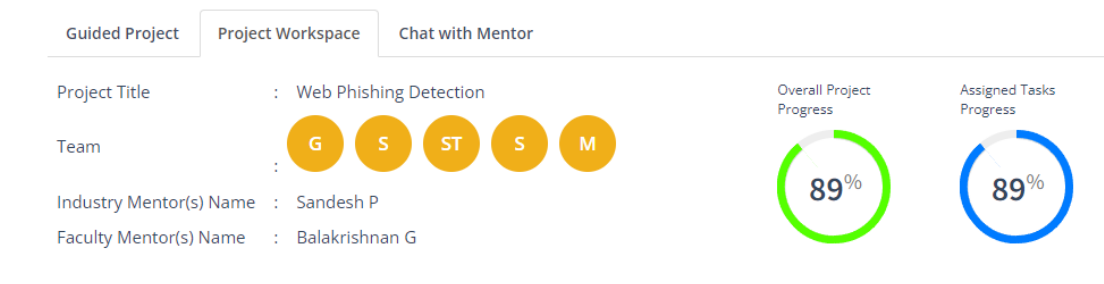 Guided Project Project Workspace Chat with Mentor
Project Title : Web Phishing Detection
Team : G S ST S M
Industry Mentor(s) Name : Sandesh P
Faculty Mentor(s) Name : Balakrishnan G
Overall Project
Progress
89%
Assigned Tasks
Progress
89%